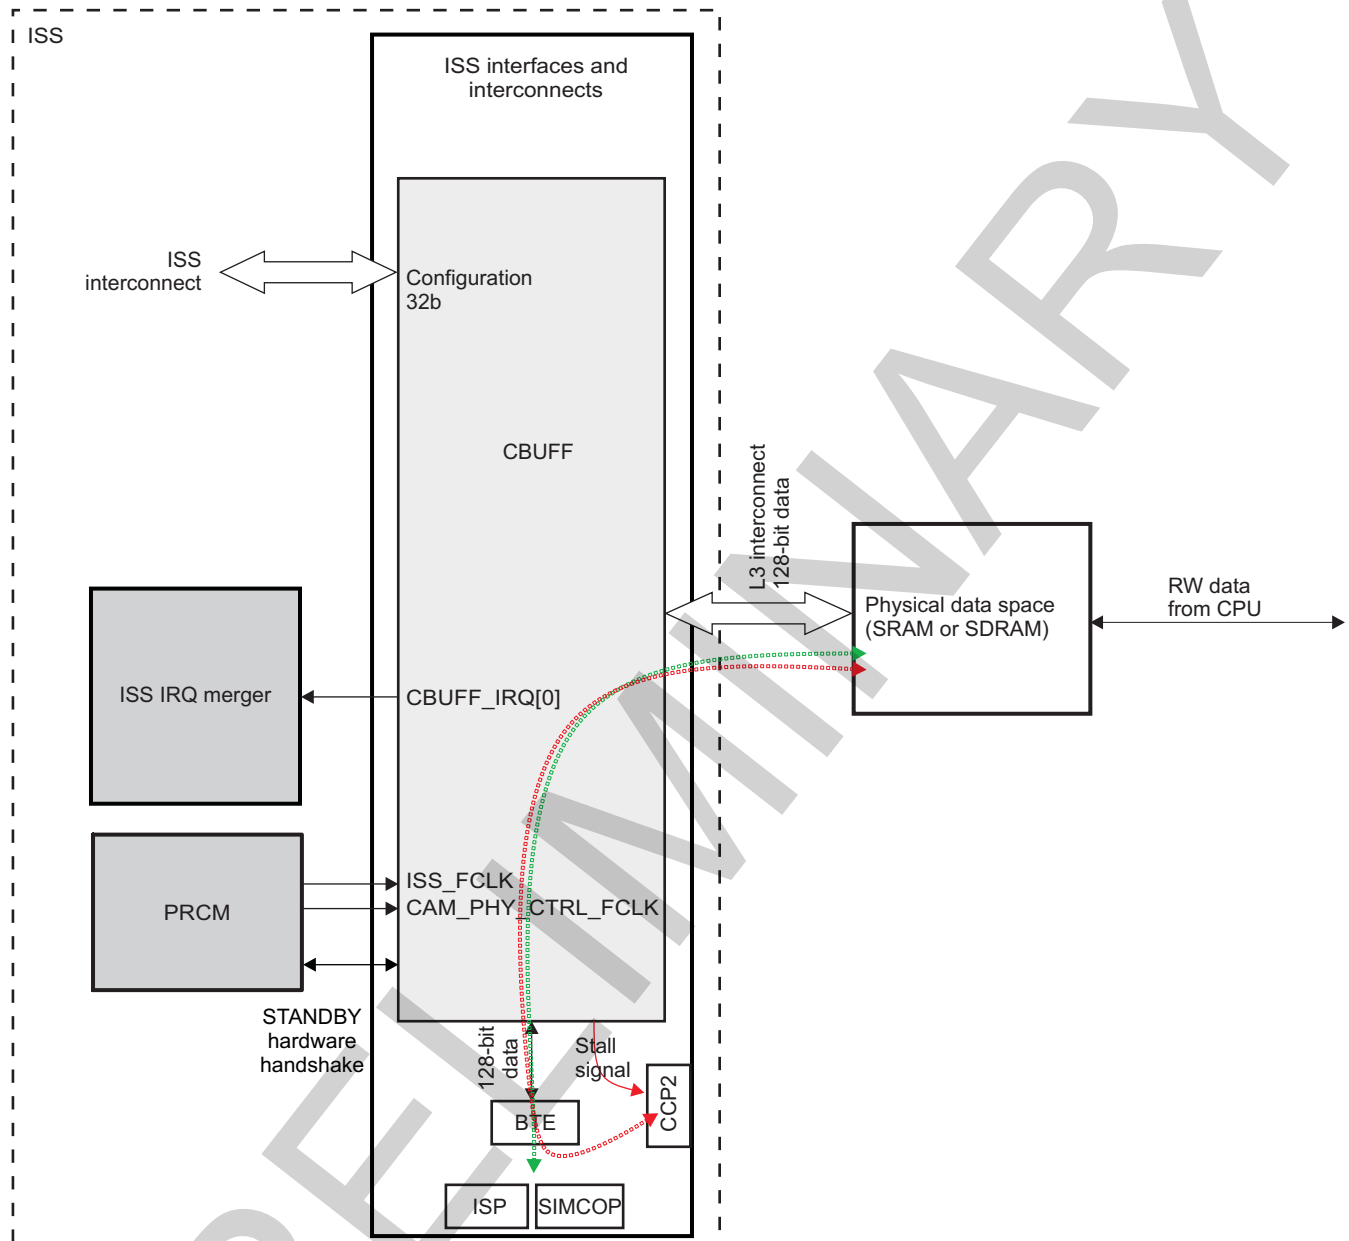 ISS
ISS interfaces and
interconnects
ISS
interconnect
Configuration
32b
CBUFF
L3 interconnect
128-bit data
Physical data space
(SRAM or SDRAM)
RW data
from CPU
ISS IRQ merger
CBUFF_IRQ[0]
PRCM
ISS_FCLK
CAM_PHY_CTRL_FCLK
STANDBY
hardware
handshake
128-bit
data
Stall
signal
BTE
CCP2
ISP
SIMCOP
PRELIMINARY